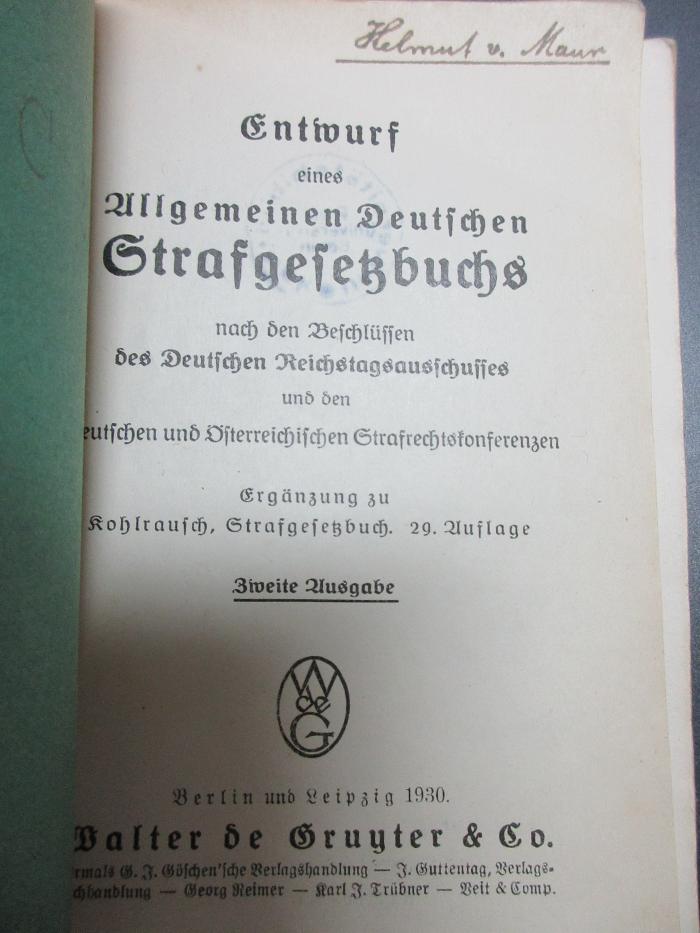 Helmut v. Maur
Entwurf
eines
Allgemeinen Deutschen
Strafgesetzbuchs
nach den Beschlüssen
des Deutschen Reichstagsausschusses
und den
eutschen und Österreichischen Strafrechtskonferenzen
Ergänzung zu
Kohlrausch, Strafgesetzbuch. 29. Auflage
Zweite Ausgabe
W de G
Berlin und Leipzig 1930.
Walter de Gruyter & Co.
rmals G. J. Göschen'sche Verlagshandlung — J. Guttentag, Verlags-
chhandlung — Georg Reimer — Karl J. Trübner — Veit & Comp.